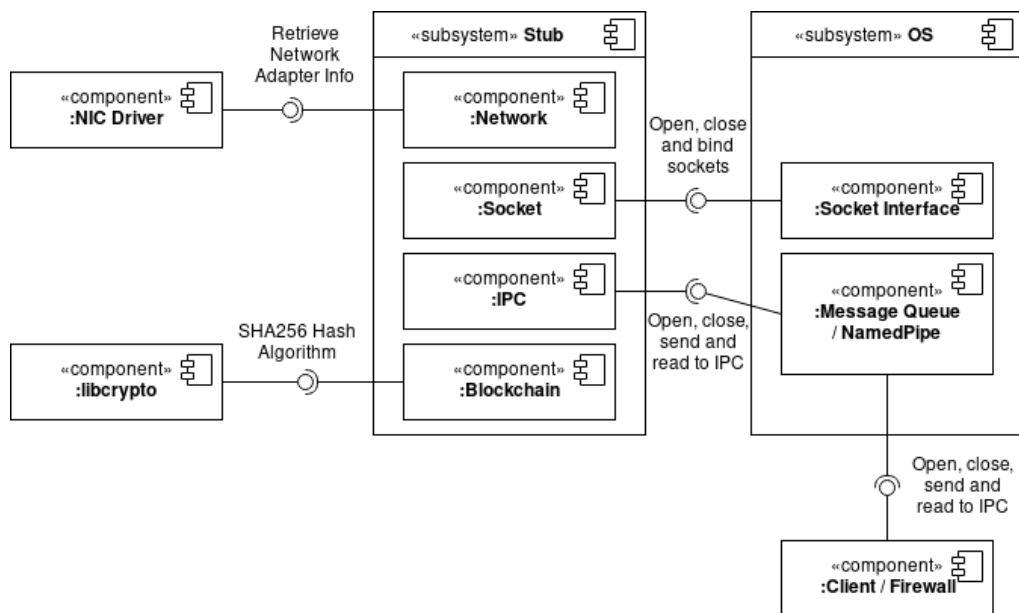 Retrieve
Network
Adapter Info
«subsystem» Stub
«subsystem» OS
«component»
:NIC Driver
«component»
:Network
Open, close
and bind
sockets
«component»
:Socket
«component»
:Socket Interface
«component»
:IPC
«component»
:Message Queue
/ NamedPipe
Open, close,
send and
read to IPC
SHA256 Hash
Algorithm
«component»
:libcrypto
«component»
:Blockchain
Open, close,
send and
read to IPC
«component»
:Client / Firewall